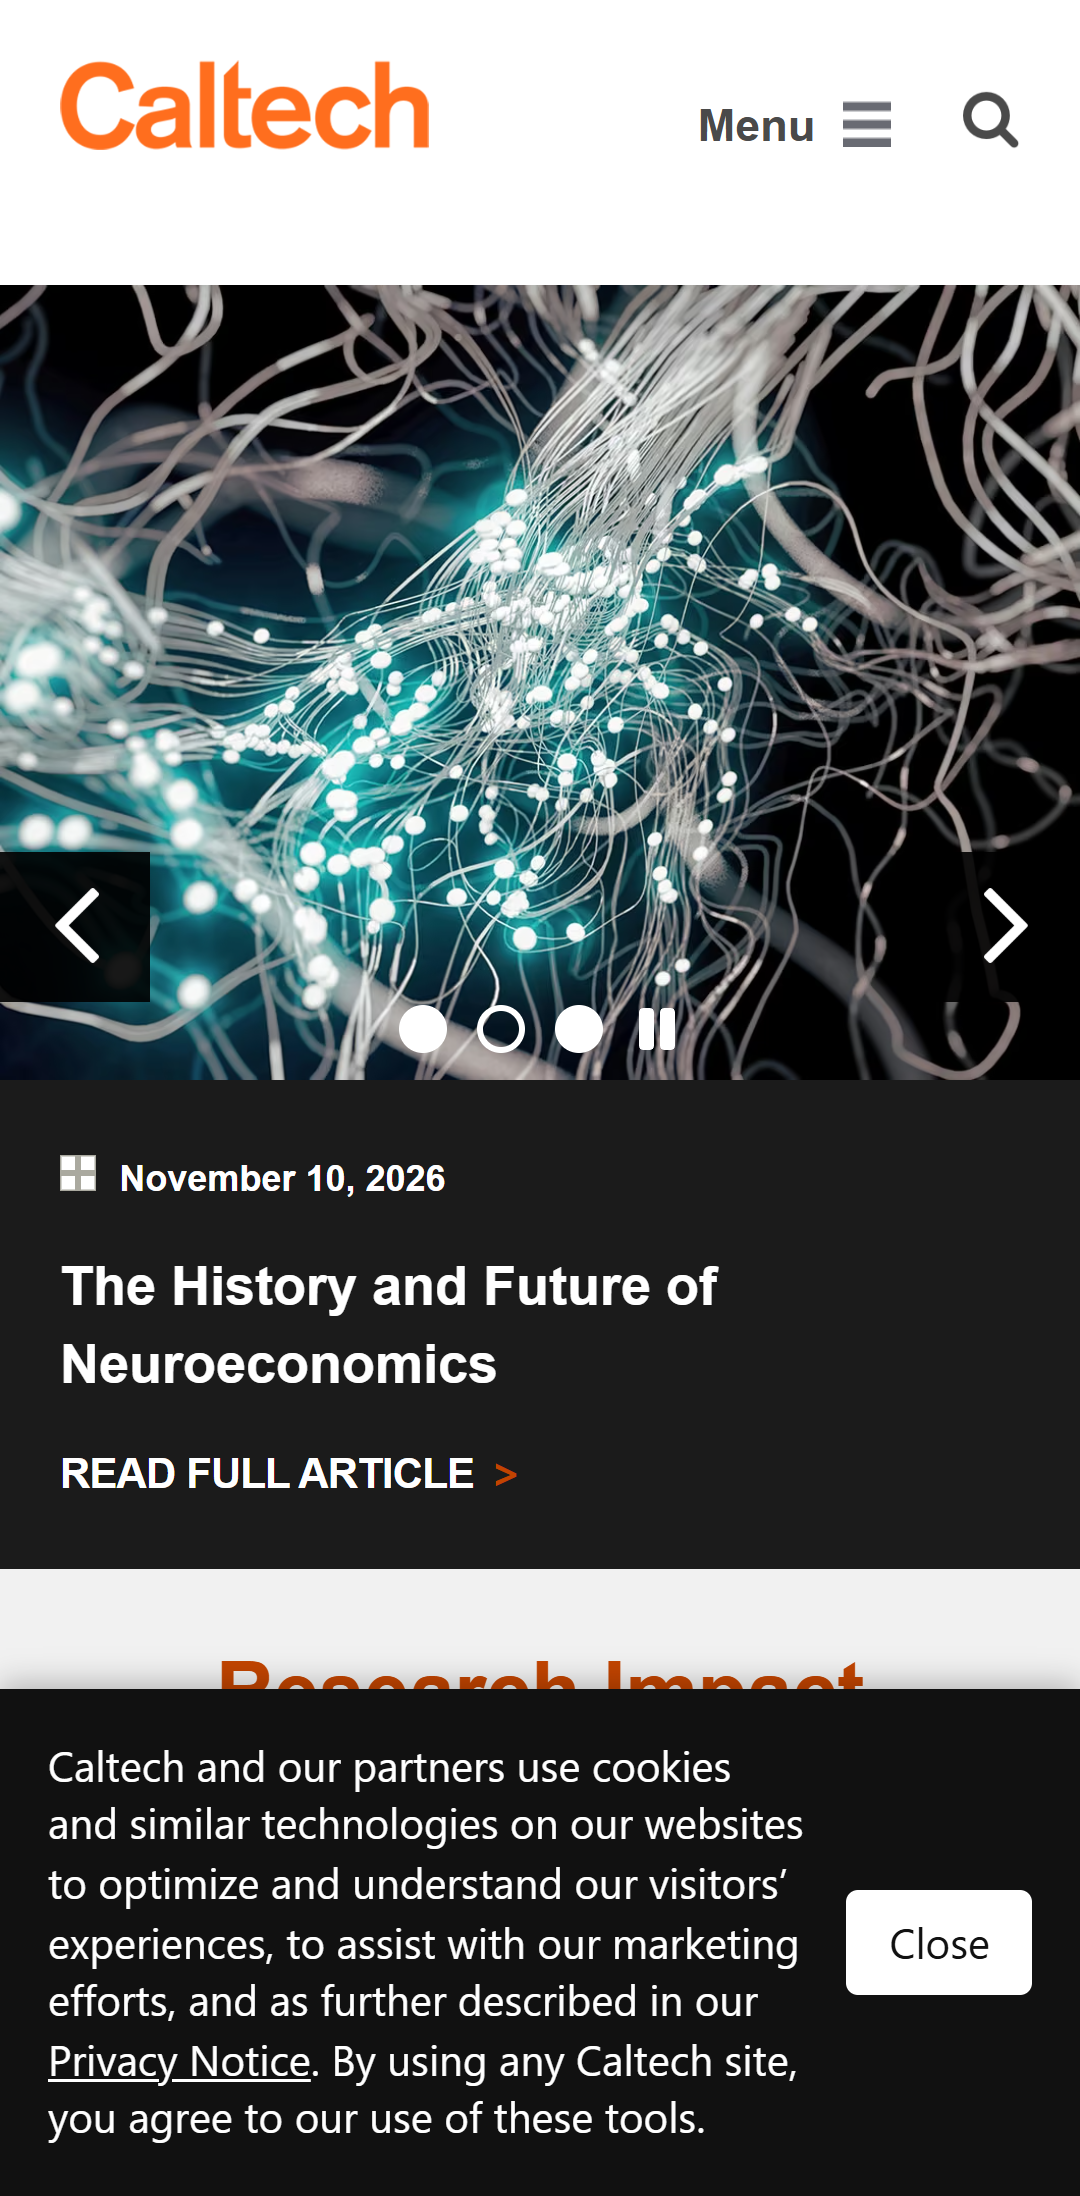 Caltech
Menu
November 10, 2026
The History and Future of
Neuroeconomics
READ FULL ARTICLE >
Research Impact
Caltech and our partners use cookies
and similar technologies on our websites
to optimize and understand our visitors’
experiences, to assist with our marketing
efforts, and as further described in our
Privacy Notice. By using any Caltech site,
you agree to our use of these tools.
Close